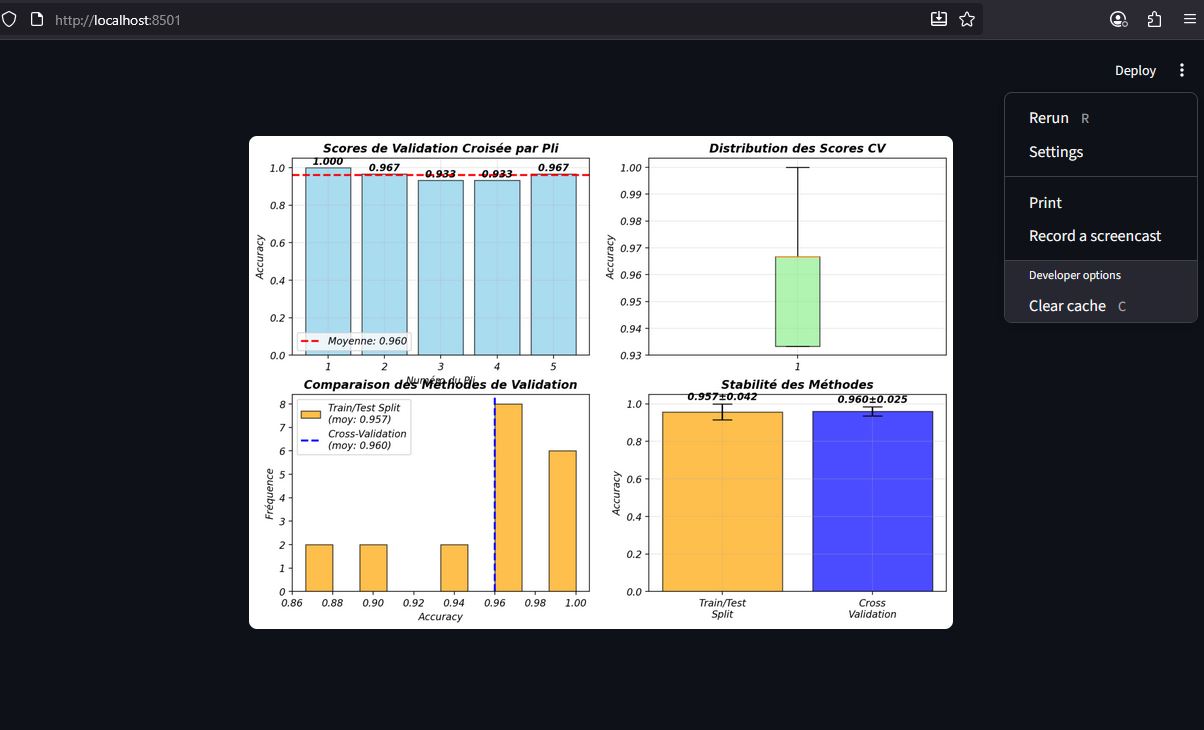 http://localhost:8501
Deploy
Rerun R
Settings
Print
Record a screencast
Developer options
Clear cache C
Scores de Validation Croisée par Pli
1.000
0.967
0.933
0.933
0.967
1.0
0.8
0.6
0.4
0.2
0.0
Accuracy
Moyenne: 0.960
1 2 3 4 5
Numéro du Pli
Distribution des Scores CV
1.00
0.99
0.98
0.97
0.96
0.95
0.94
0.93
Accuracy
1
Comparaison des Méthodes de Validation
Train/Test Split
(moy: 0.957)
Cross-Validation
(moy: 0.960)
8
7
6
5
4
3
2
1
0
Fréquence
0.86 0.88 0.90 0.92 0.94 0.96 0.98 1.00
Accuracy
Stabilité des Méthodes
0.957±0.042
0.960±0.025
1.0
0.8
0.6
0.4
0.2
0.0
Accuracy
Train/Test
Split
Cross
Validation